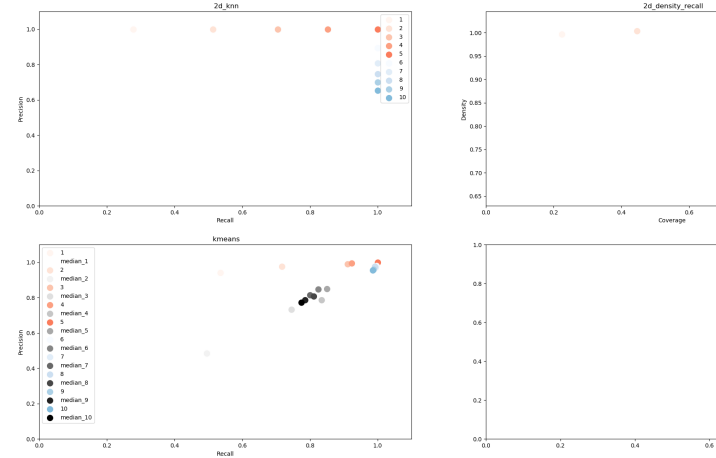 2d_knn
1.0
0.8
0.6
0.4
0.2
0.0
Precision
0.0 0.2 0.4 0.6 0.8 1.0
Recall
1
2
3
4
5
6
7
8
9
10
2d_density_recall
1.00
0.95
0.90
0.85
0.80
0.75
0.70
0.65
Density
0.0 0.2 0.4 0.6
Coverage
kmeans
1.0
0.8
0.6
0.4
0.2
0.0
Precision
0.0 0.2 0.4 0.6 0.8 1.0
Recall
1
median_1
2
median_2
3
median_3
4
median_4
5
median_5
6
median_6
7
median_7
8
median_8
9
median_9
10
median_10
1.0
0.8
0.6
0.4
0.2
0.0
0.0 0.2 0.4 0.6